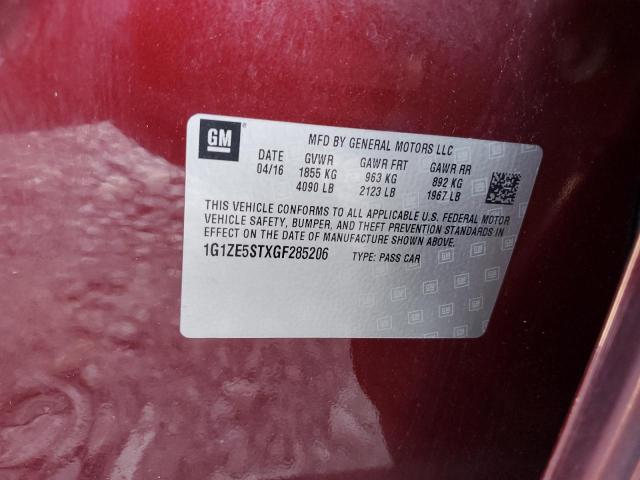 GM
MFD BY GENERAL MOTORS LLC
DATE GVWR GAWR FRT GAWR RR
04/16 1855 KG 963 KG 892 KG
4090 LB 2123 LB 1967 LB
THIS VEHICLE CONFORMS TO ALL APPLICABLE U.S. FEDERAL MOTOR
VEHICLE SAFETY, BUMPER, AND THEFT PREVENTION STANDARDS IN
EFFECT ON THE DATE OF MANUFACTURE SHOWN ABOVE.
1G1ZE5STXGF285206 TYPE: PASS CAR